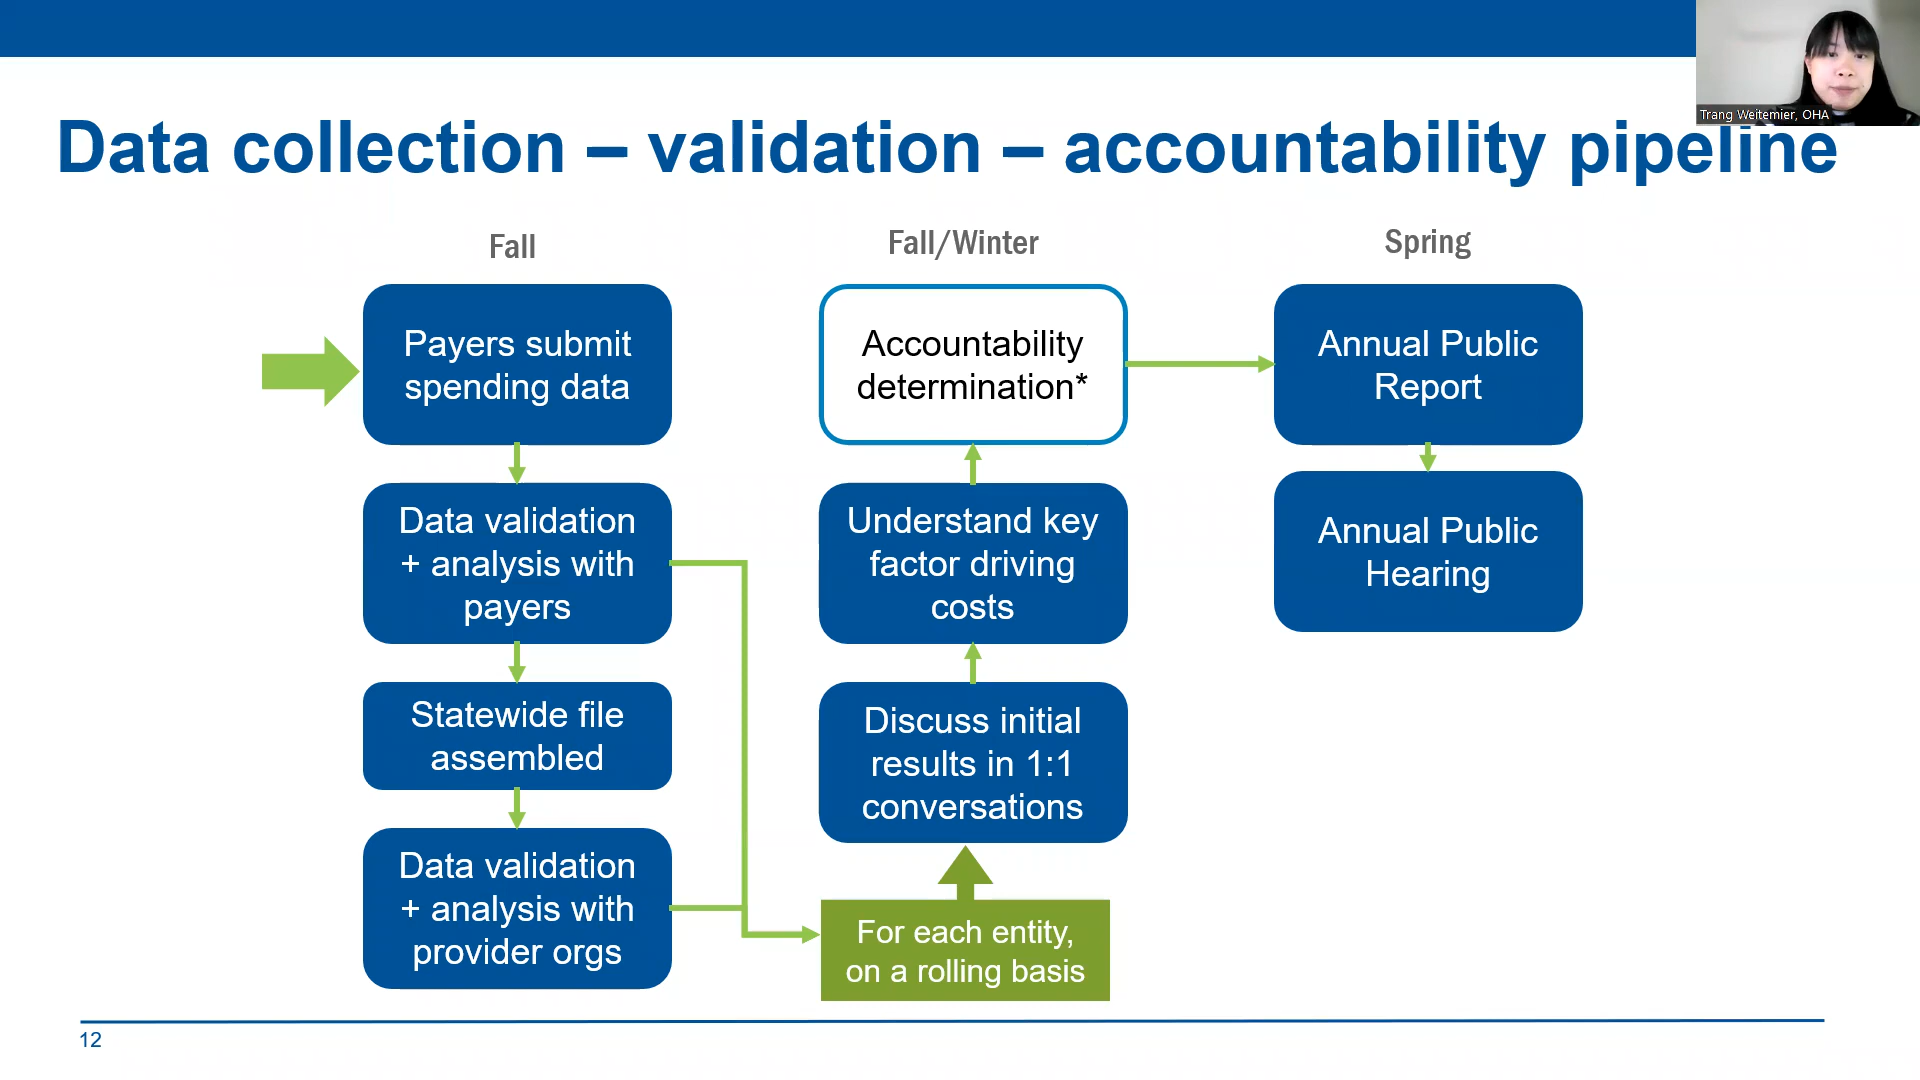 Trang Weitemier, OHA
Data collection – validation – accountability pipeline
Fall
Payers submit
spending data
Data validation
+ analysis with
payers
Statewide file
assembled
Data validation
+ analysis with
provider orgs
Fall/Winter
Accountability
determination*
Understand key
factor driving
costs
Discuss initial
results in 1:1
conversations
For each entity,
on a rolling basis
Spring
Annual Public
Report
Annual Public
Hearing
12